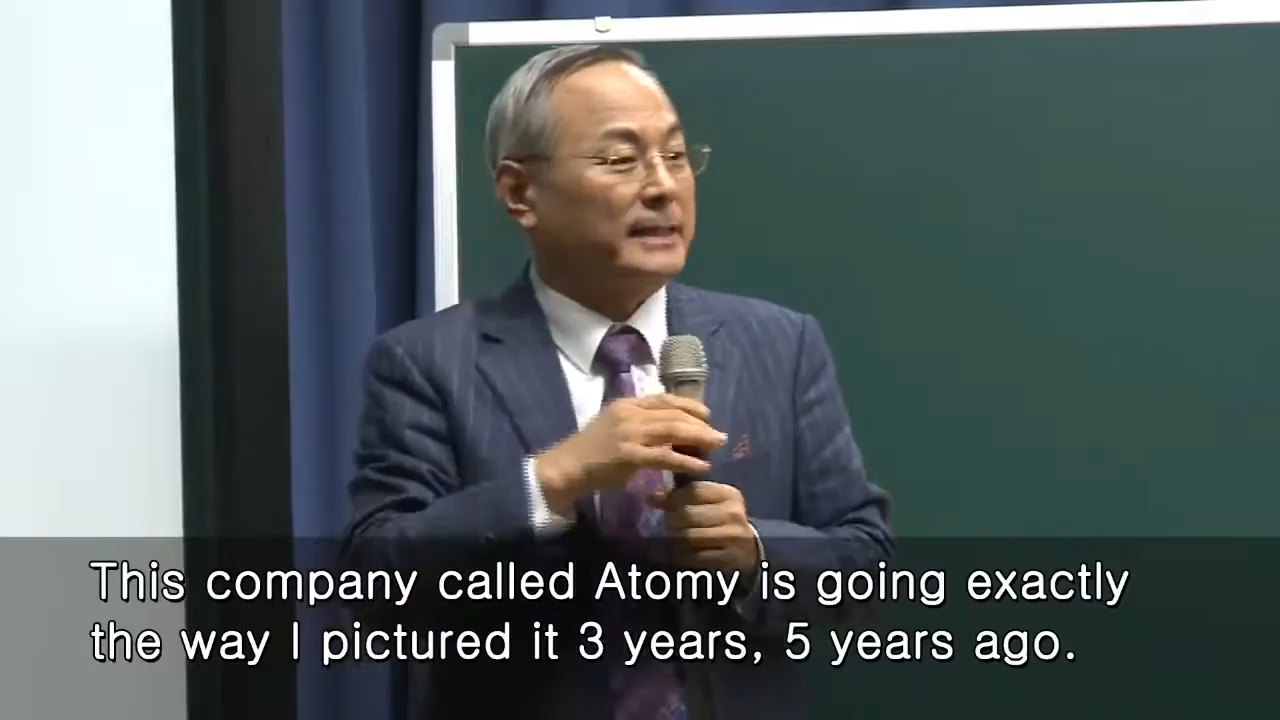 This company called Atomy is going exactly
the way I pictured it 3 years, 5 years ago.